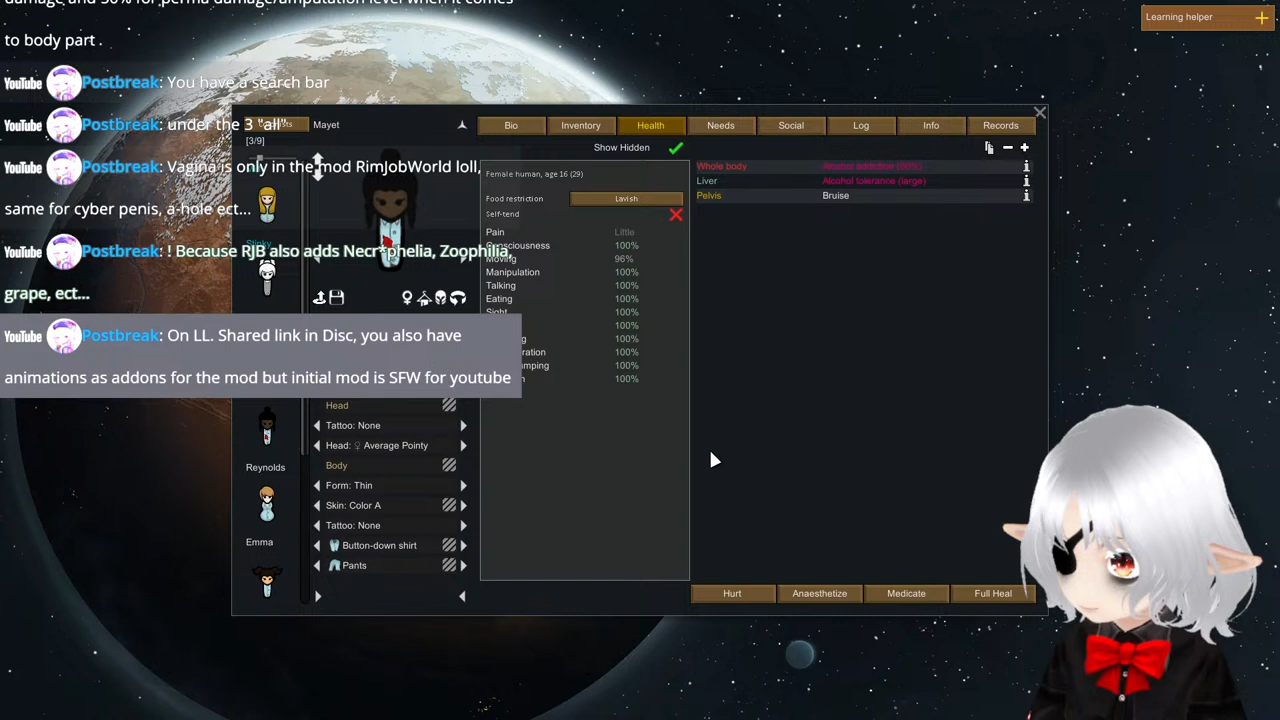 damage and 50% for perma damage/amputation level when it comes
to body part .
YouTube Postbreak: You have a search bar
YouTube Postbreak: under the 3 "all"
YouTube Postbreak: Vagina is only in the mod RimJobWorld loll,
same for cyber penis, a-hole ect...
YouTube Postbreak: ! Because RJB also adds Necr*phelia, Zoophilia,
grape, ect...
YouTube Postbreak: On LL. Shared link in Disc, you also have
animations as addons for the mod but initial mod is SFW for youtube
Learning helper
Mayet
[3/9]
Bio
Inventory
Health
Needs
Social
Log
Info
Records
Show Hidden
Female human, age 16 (29)
Food restriction
Lavish
Self-tend
Pain Little
Consciousness 100%
Moving 96%
Manipulation 100%
Talking 100%
Eating 100%
Sight 100%
100%
100%
100%
100%
Whole body Alcohol addiction (50%)
Liver Alcohol tolerance (large)
Pelvis Bruise
Reynolds
Emma
Head
Tattoo: None
Head: ♀ Average Pointy
Body
Form: Thin
Skin: Color A
Tattoo: None
Button-down shirt
Pants
Hurt
Anaesthetize
Medicate
Full Heal